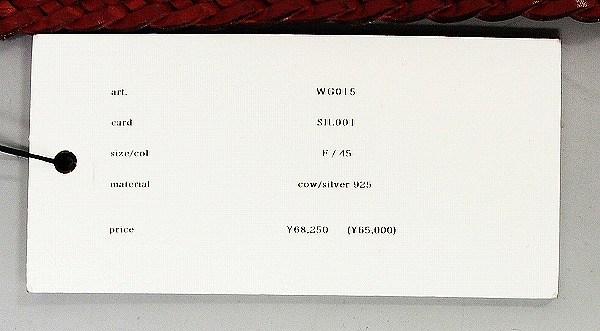 art. WG015
card SIL001
size/col F / 45
material cow/silver 925
price ¥68,250 (¥65,000)